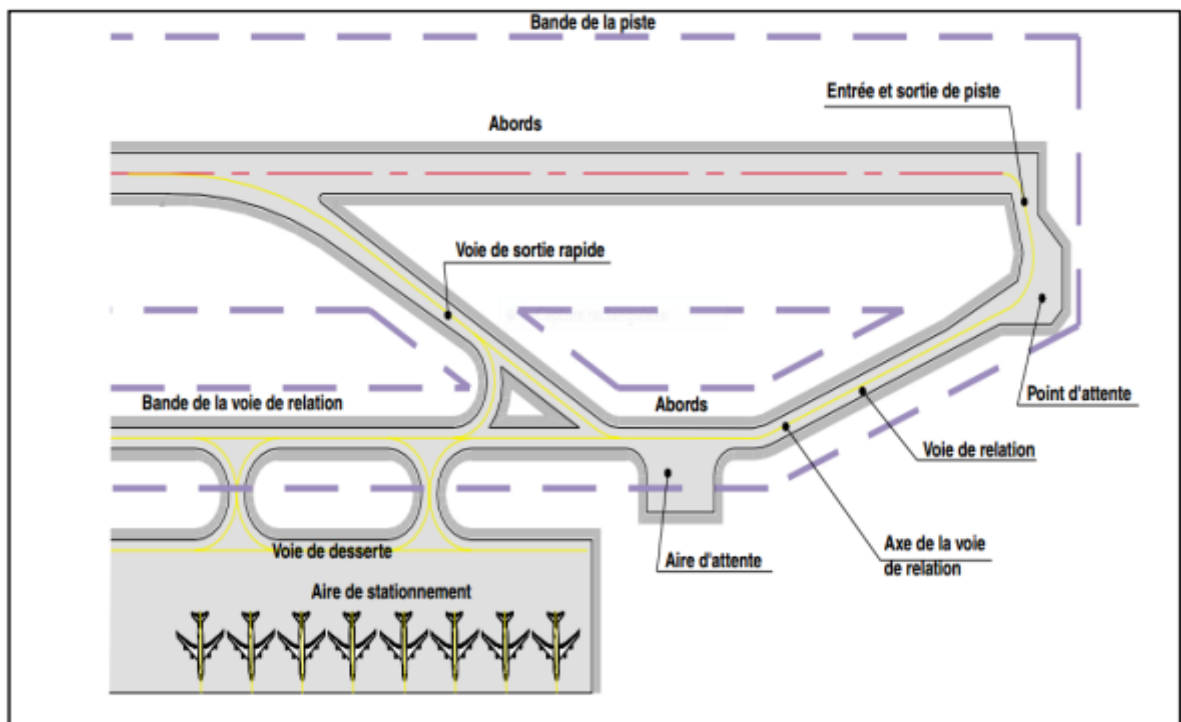 Bande de la piste
Entrée et sortie de piste
Abords
Voie de sortie rapide
Bande de la voie de relation
Abords
Point d'attente
Voie de relation
Axe de la voie
de relation
Aire d'attente
Voie de desserte
Aire de stationnement